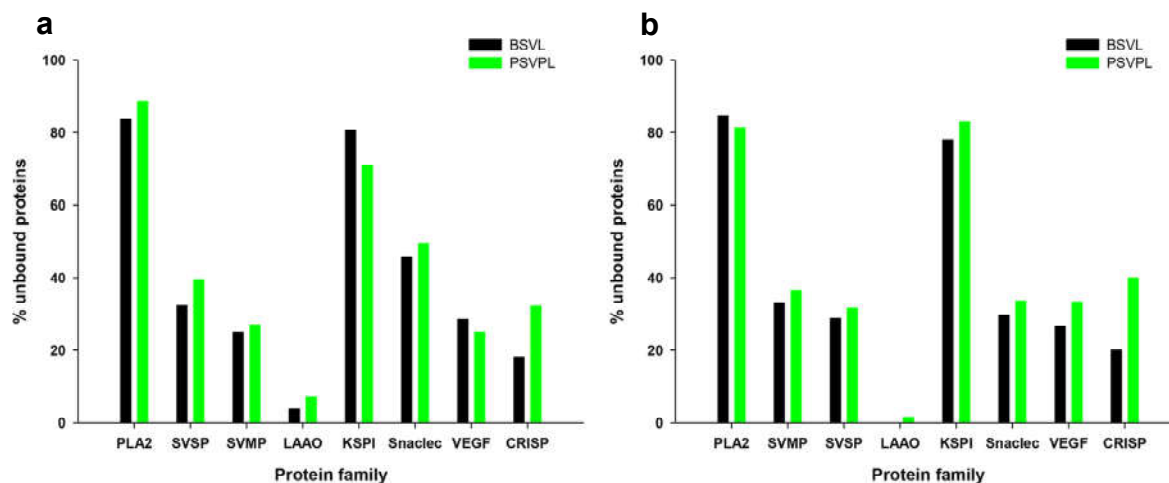 a
BSVL
PSVPL
100
80
60
40
20
0
% unbound proteins
PLA2 SVSP SVMP LAAO KSPI Snaclec VEGF CRISP
Protein family
b
BSVL
PSVPL
100
80
60
40
20
0
% unbound proteins
PLA2 SVMP SVSP LAAO KSPI Snaclec VEGF CRISP
Protein family